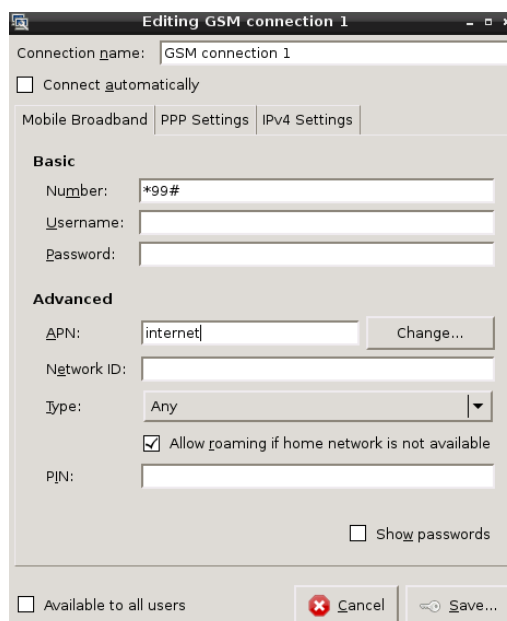 Editing GSM connection 1
Connection name: GSM connection 1
Connect automatically
Mobile Broadband PPP Settings IPv4 Settings
Basic
Number: *99#
Username:
Password:
Advanced
APN: internet Change...
Network ID:
Type: Any
Allow roaming if home network is not available
PIN:
Show passwords
Available to all users Cancel Save...